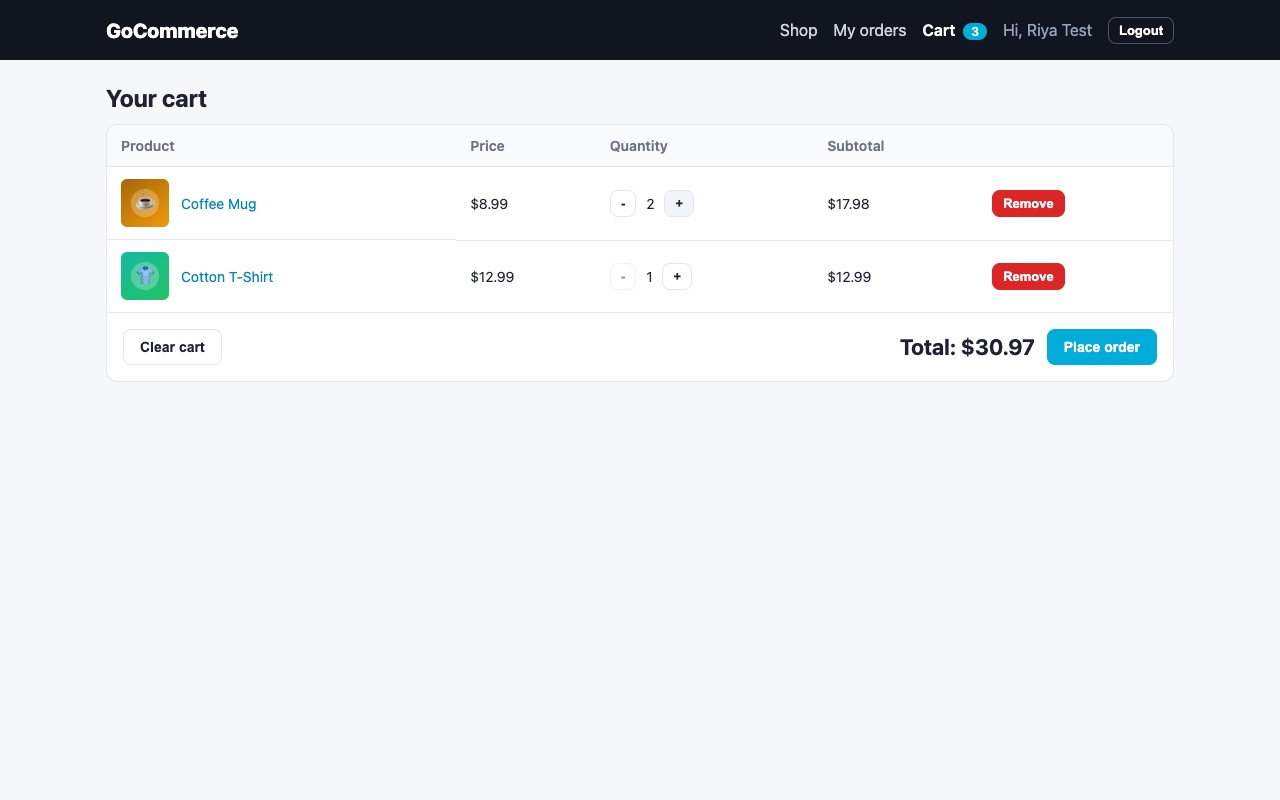 GoCommerce Shop My orders Cart 3 Hi, Riya Test Logout
Your cart
Product Price Quantity Subtotal
Coffee Mug $8.99 - 2 + $17.98 Remove
Cotton T-Shirt $12.99 - 1 + $12.99 Remove
Clear cart Total: $30.97 Place order